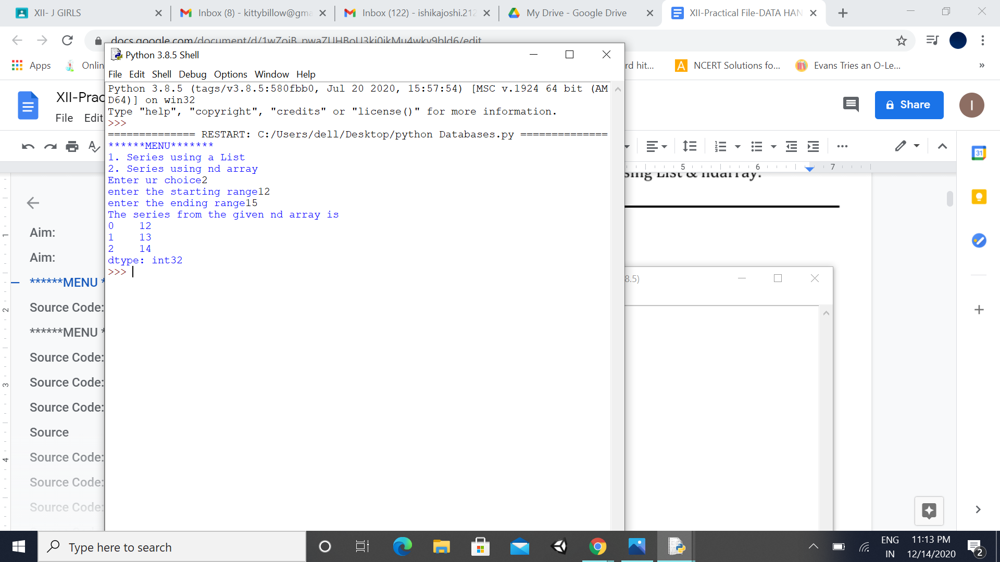 XII- J GIRLS
Inbox (8) - kittybillow@gma
Inbox (122) - ishikajoshi.212
My Drive - Google Drive
XII-Practical File-DATA HAN
Python 3.8.5 Shell
Apps
Onlin
rd hit...
NCERT Solutions fo...
Evans Tries an O-Le...
File Edit Shell Debug Options Window Help
Python 3.8.5 (tags/v3.8.5:580fbb0, Jul 20 2020, 15:57:54) [MSC v.1924 64 bit (AM
D64)] on win32
Type "help", "copyright", "credits" or "license()" for more information.
>>>
============== RESTART: C:/Users/dell/Desktop/python Databases.py ==============
******MENU*******
1. Series using a List
2. Series using nd array
Enter ur choice2
enter the starting range12
enter the ending range15
The series from the given nd array is
0    12
1    13
2    14
dtype: int32
>>>
XII-Prac
File Edit
Share
I
5 6 7
sing List & ndarray.
31
8.5)
Aim:
Aim:
******MENU *
Source Code:
******MENU *
Source Code:
Source Code:
Source Code:
Source
Source Code:
Source Code:
Source Code:
1
2
3
4
Type here to search
ENG
IN
11:13 PM
12/14/2020
2